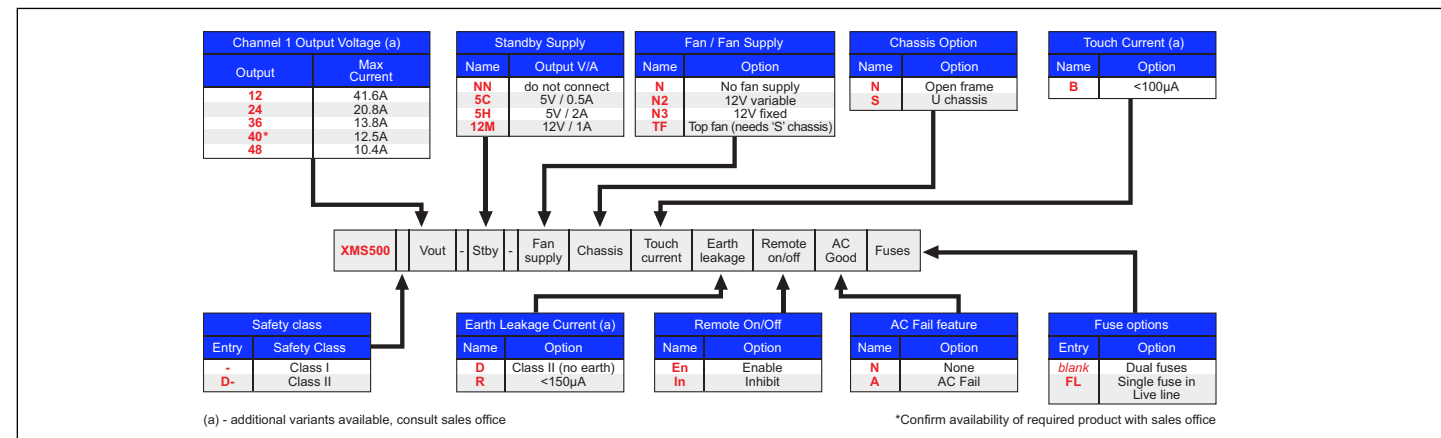 Channel 1 Output Voltage (a)
Output Max Current
12 41.6A
24 20.8A
36 13.8A
40* 12.5A
48 10.4A
Standby Supply
Name Output V/A
NN do not connect
5C 5V / 0.5A
5H 5V / 2A
12M 12V / 1A
Fan / Fan Supply
Name Option
N No fan supply
N2 12V variable
N3 12V fixed
TF Top fan (needs ‘S’ chassis)
Chassis Option
Name Option
N Open frame
S U chassis
Touch Current (a)
Name Option
B <100µA
XMS500 Vout - Stby - Fan supply Chassis Touch current Earth leakage Remote on/off AC Good Fuses
Safety class
Entry Safety Class
- Class I
D- Class II
Earth Leakage Current (a)
Name Option
D Class II (no earth)
R <150µA
Remote On/Off
Name Option
En Enable
In Inhibit
AC Fail feature
Name Option
N None
A AC Fail
Fuse options
Entry Option
blank Dual fuses
FL Single fuse in
Live line
(a) - additional variants available, consult sales office
*Confirm availability of required product with sales office